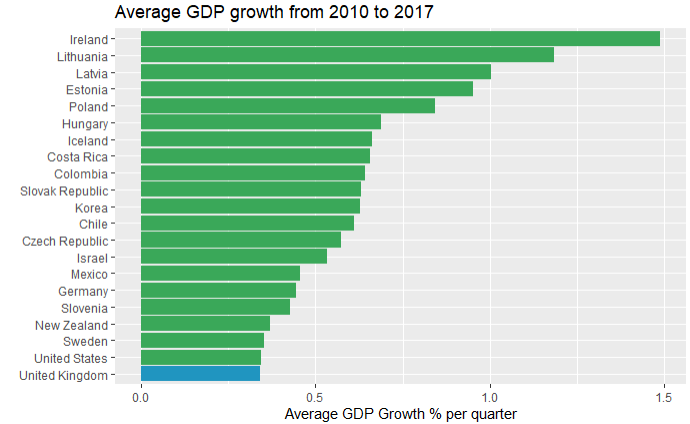 Average GDP growth from 2010 to 2017
Ireland
Lithuania
Latvia
Estonia
Poland
Hungary
Iceland
Costa Rica
Colombia
Slovak Republic
Korea
Chile
Czech Republic
Israel
Mexico
Germany
Slovenia
New Zealand
Sweden
United States
United Kingdom
0.0 0.5 1.0 1.5
Average GDP Growth % per quarter